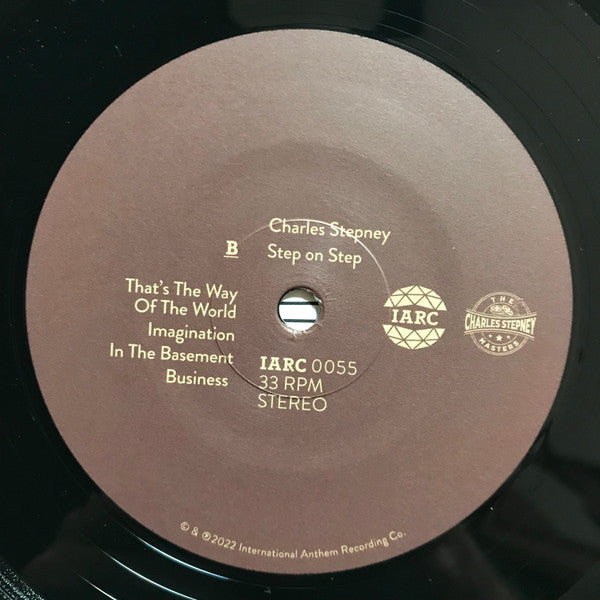 Charles Stepney
B
Step on Step
That's The Way
Of The World
Imagination
In The Basement
Business
IARC 0055
33 RPM
STEREO
IARC
THE
CHARLES STEPNEY
MASTERS
© & ℗2022 International Anthem Recording Co.